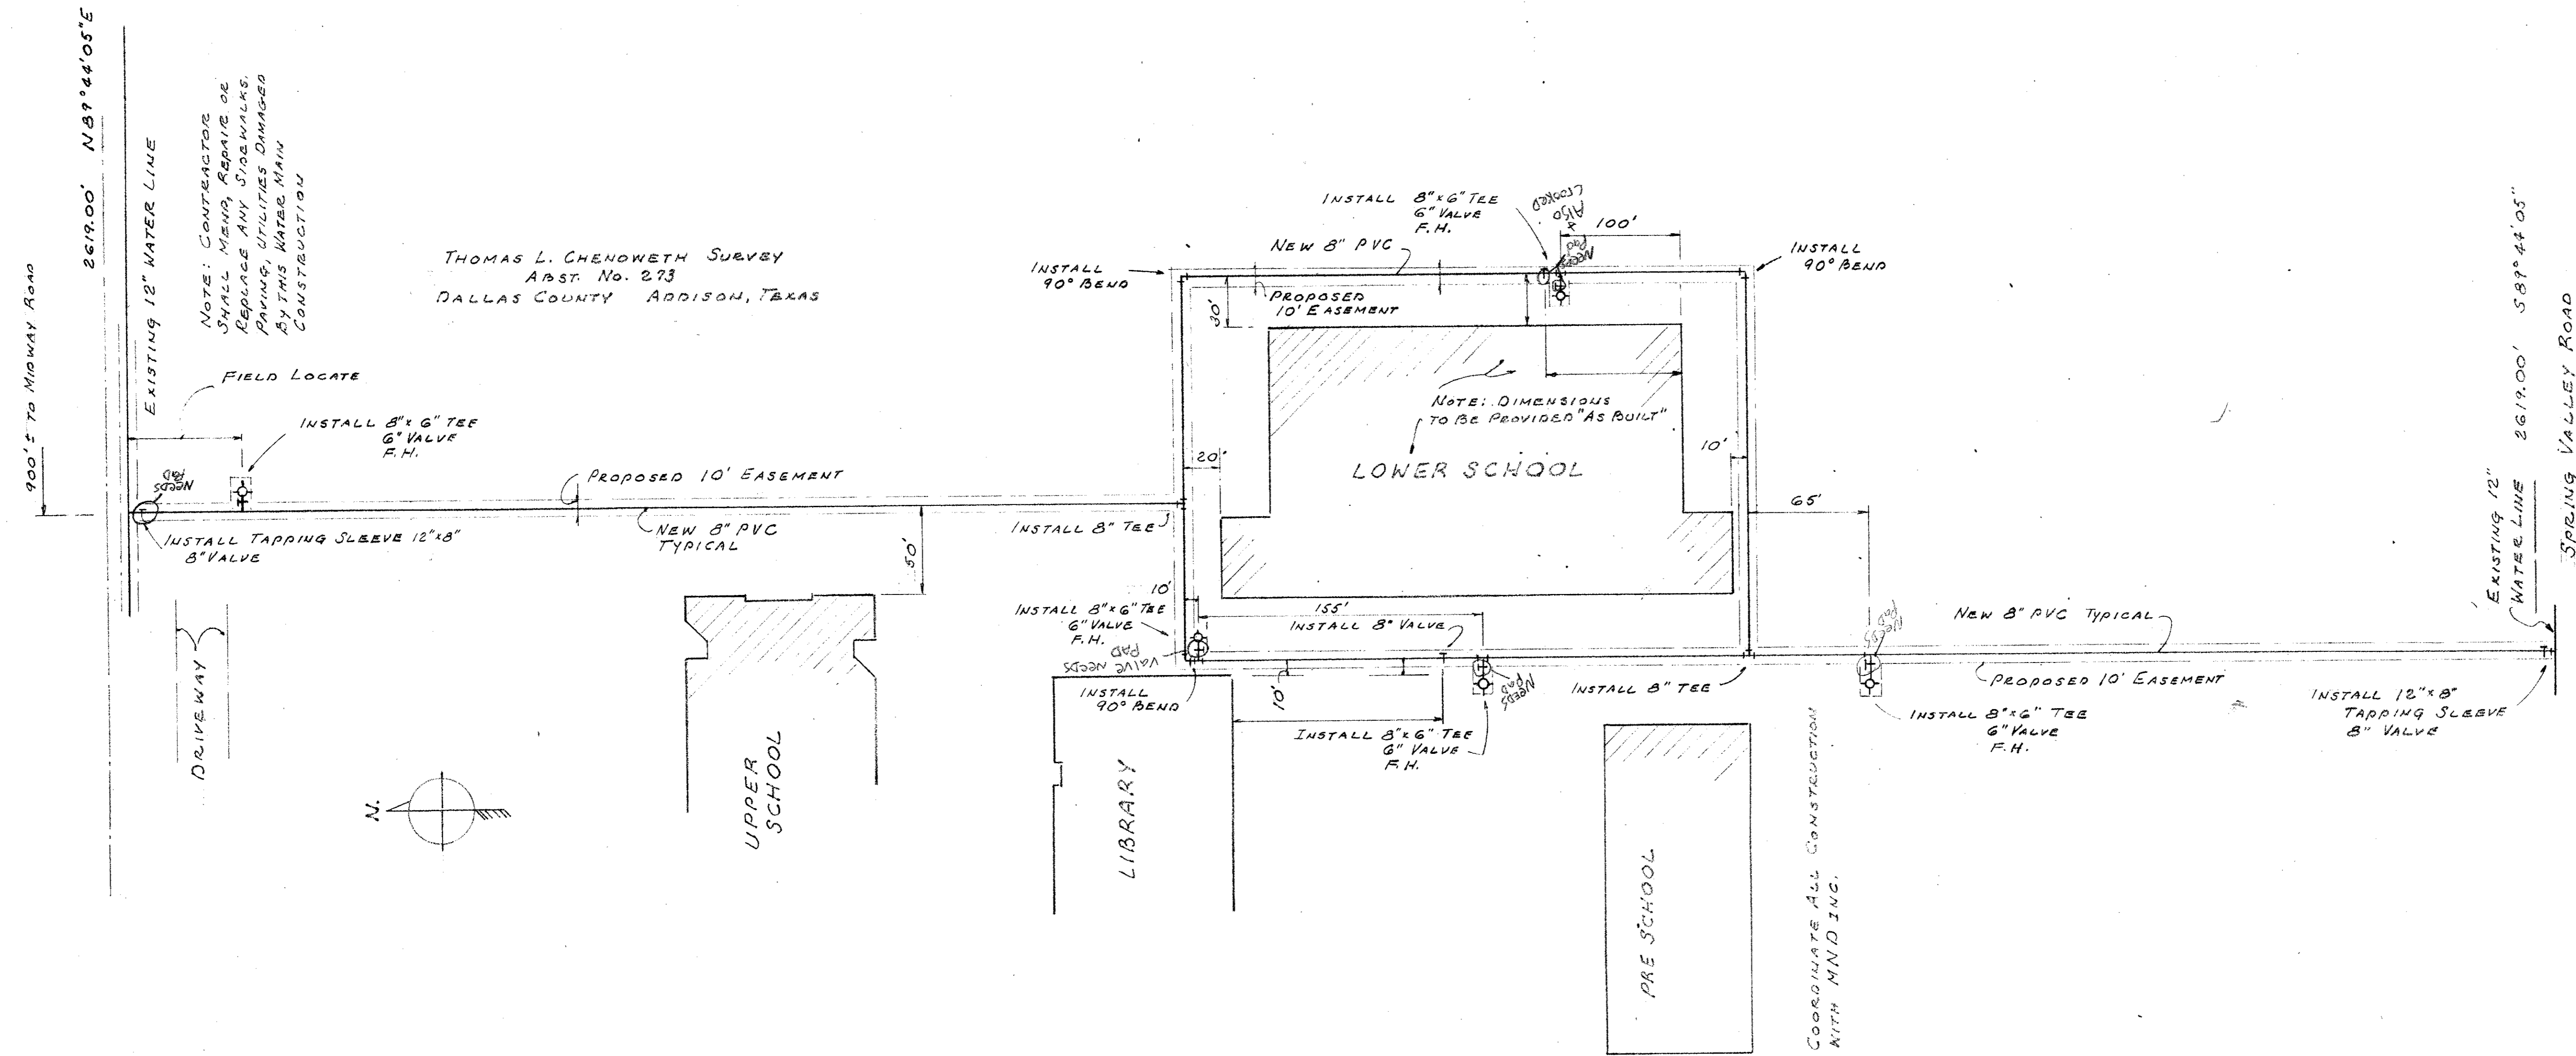 900' ± TO MIDWAY ROAD
2619.00' N89°44'05"E
EXISTING 12" WATER LINE
NOTE: CONTRACTOR
SHALL MEND, REPAIR OR
REPLACE ANY SIDEWALKS,
PAVING, UTILITIES DAMAGED
BY THIS WATER MAIN
CONSTRUCTION
THOMAS L. CHENOWETH SURVEY
ABST. No. 273
DALLAS COUNTY ADDISON, TEXAS
FIELD LOCATE
INSTALL 8" x 6" TEE
6" VALVE
F.H.
NEEDS
PAD
INSTALL TAPPING SLEEVE 12"x8"
8" VALVE
PROPOSED 10' EASEMENT
NEW 8" PVC
TYPICAL
50'
DRIVEWAY
N.
UPPER
SCHOOL
INSTALL
90° BEND
NEW 8" PVC
INSTALL 8"x6" TEE
6" VALVE
F.H.
NEEDS
PAD
&
ALSO
CROOKED
100'
INSTALL
90° BEND
30'
PROPOSED
10' EASEMENT
NOTE: DIMENSIONS
TO BE PROVIDED "AS BUILT"
LOWER SCHOOL
20'
10'
65'
INSTALL 8" TEE
10'
INSTALL 8"x6" TEE
6" VALVE
F.H.
VALVE NEEDS
PAD
155'
INSTALL 8" VALVE
INSTALL
90° BEND
10'
NEEDS
PAD
INSTALL 8" TEE
INSTALL 8"x6" TEE
6" VALVE
F.H.
LIBRARY
PRE SCHOOL
COORDINATE ALL CONSTRUCTION
WITH MND INC.
NEEDS
PAD
NEW 8" PVC TYPICAL
PROPOSED 10' EASEMENT
INSTALL 8"x6" TEE
6" VALVE
F.H.
INSTALL 12"x8"
TAPPING SLEEVE
8" VALVE
EXISTING 12"
WATER LINE
2619.00' S89°44'05"
SPRING VALLEY ROAD